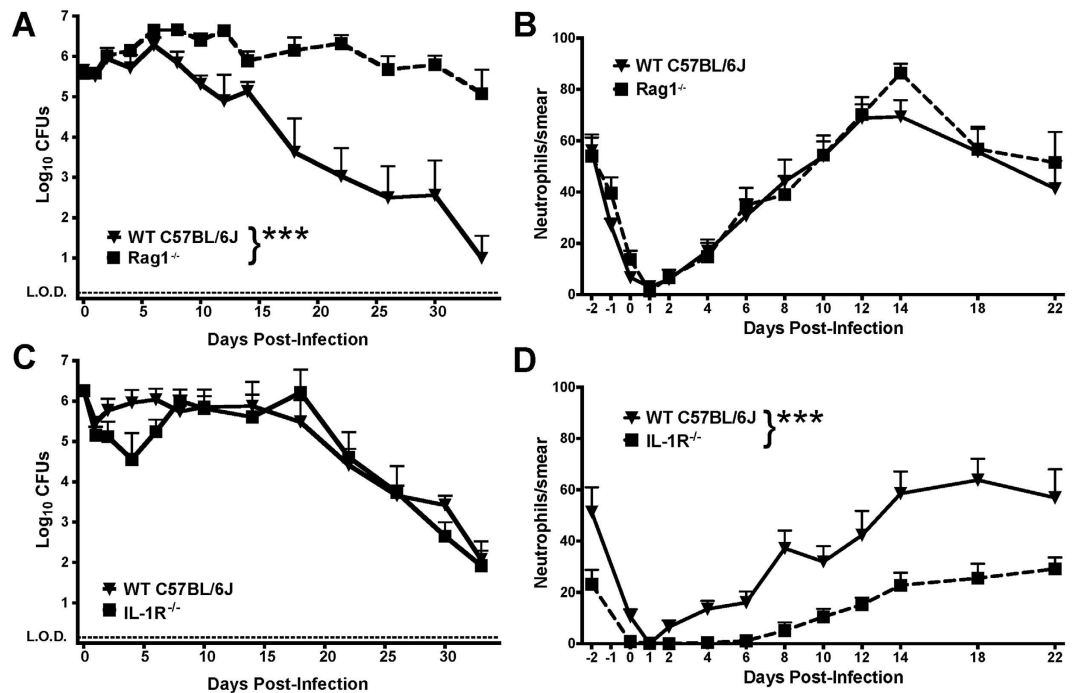 A
Log10 CFUs
7
6
5
4
3
2
1
L.O.D.
WT C57BL/6J
Rag1-/-
}***
0 5 10 15 20 25 30
Days Post-Infection
B
Neutrophils/smear
100
80
60
40
20
0
WT C57BL/6J
Rag1-/-
-2 -1 0 1 2 4 6 8 10 12 14 18 22
Days Post-Infection
C
Log10 CFUs
7
6
5
4
3
2
1
L.O.D.
WT C57BL/6J
IL-1R-/-
0 5 10 15 20 25 30
Days Post-Infection
D
Neutrophils/smear
100
80
60
40
20
0
WT C57BL/6J
IL-1R-/-
}***
-2 0 1 2 4 6 8 10 12 14 18 22
Days Post-Infection